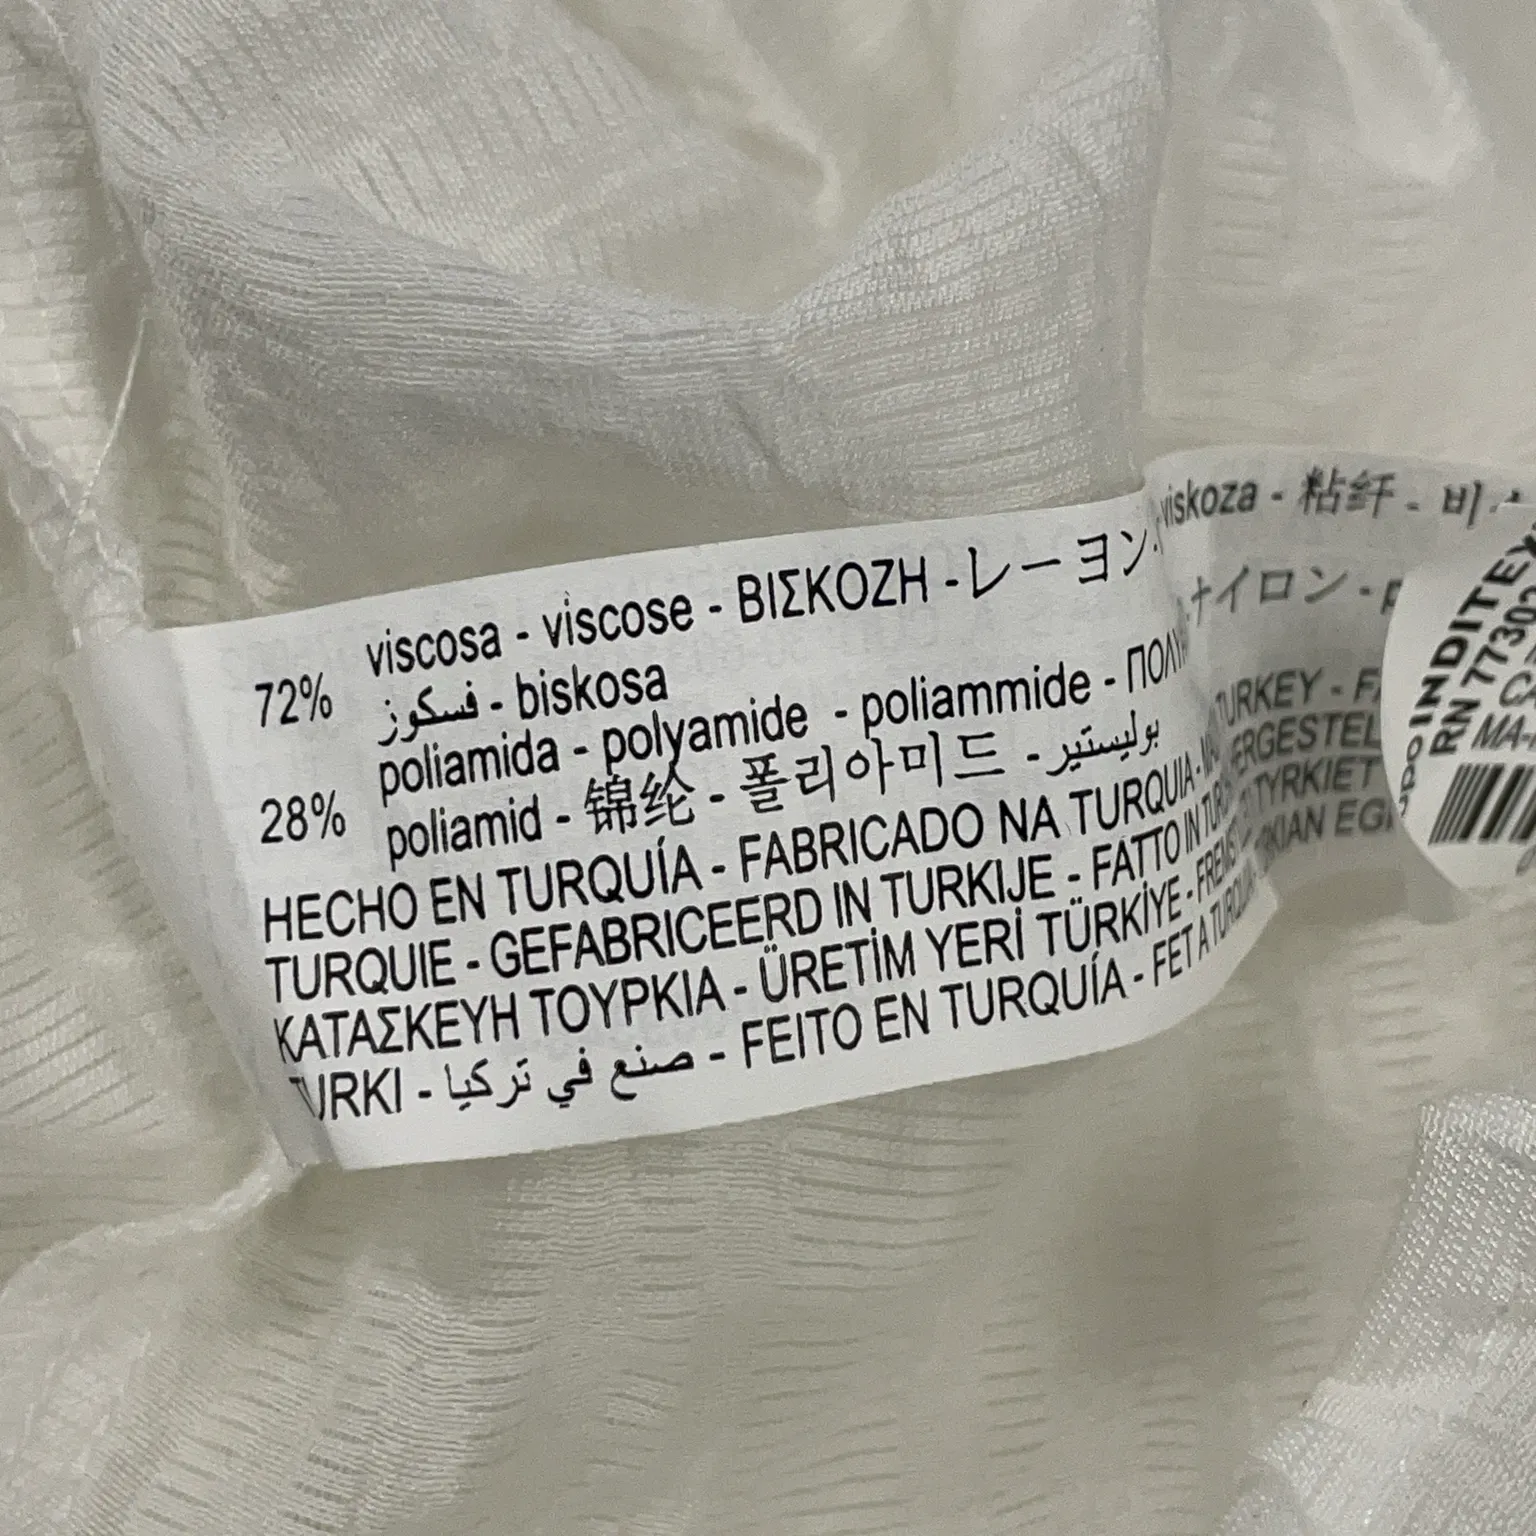 72% viscosa - viscose - ΒΙΣΚΟΖΗ - レーヨン viskoza - 粘纤 -
فسكوز - biskosa
28% poliamida - polyamide - poliammide - イロン -
poliamid - 锦纶 - 폴리아미드 - بوليستير
HECHO EN TURQUÍA - FABRICADO NA TURQUIA - TURKEY -
TURQUIE - GEFABRICEERD IN TURKIJE - FATTO IN
ΚΑΤΑΣΚΕΥΗ ΤΟΥΡΚΙΑ - ÜRETİM YERİ TÜRKİYE - TYRKIET
TURKI - صنع في تركيا - FEITO EN TURQUÍA - FET A
INDITEX
RN 7730